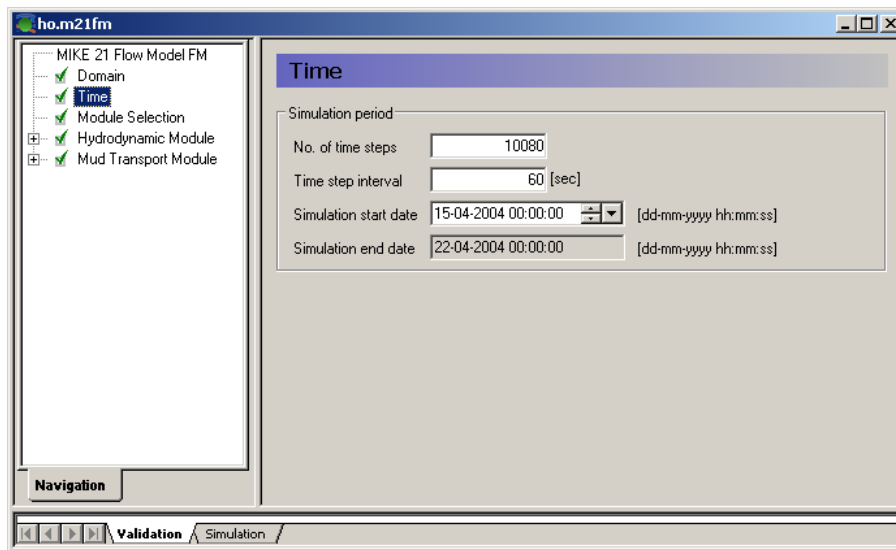 ho.m21fm
MIKE 21 Flow Model FM
Domain
Time
Module Selection
Hydrodynamic Module
Mud Transport Module
Navigation
Time
Simulation period
No. of time steps 10080
Time step interval 60 [sec]
Simulation start date 15-04-2004 00:00:00 [dd-mm-yyyy hh:mm:ss]
Simulation end date 22-04-2004 00:00:00 [dd-mm-yyyy hh:mm:ss]
Validation Simulation